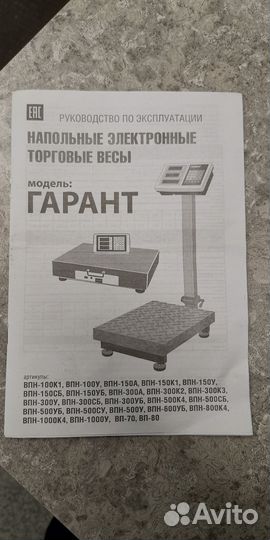 EAC
РУКОВОДСТВО ПО ЭКСПЛУАТАЦИИ
НАПОЛЬНЫЕ ЭЛЕКТРОННЫЕ
ТОРГОВЫЕ ВЕСЫ
модель:
ГАРАНТ
артикулы:
ВПН-100К1, ВПН-100У, ВПН-150А, ВПН-150К1, ВПН-150У,
ВПН-150СБ, ВПН-150УБ, ВПН-300А, ВПН-300К2, ВПН-300К3,
ВПН-300У, ВПН-300СБ, ВПН-300УБ, ВПН-500К4, ВПН-500СБ,
ВПН-500УБ, ВПН-500СУ, ВПН-500У, ВПН-600УБ, ВПН-800К4,
ВПН-1000К4, ВПН-1000У, ВП-70, ВП-80
Avito